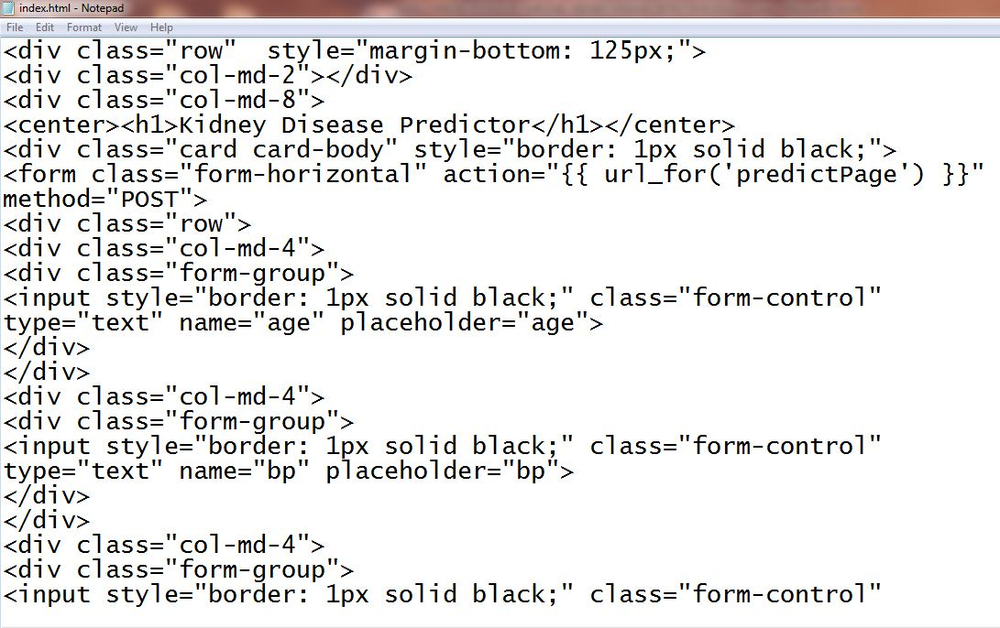 index.html - Notepad
File Edit Format View Help
<div class="row"  style="margin-bottom: 125px;">
<div class="col-md-2"></div>
<div class="col-md-8">
<center><h1>Kidney Disease Predictor</h1></center>
<div class="card card-body" style="border: 1px solid black;">
<form class="form-horizontal" action="{{ url_for('predictPage') }}"
method="POST">
<div class="row">
<div class="col-md-4">
<div class="form-group">
<input style="border: 1px solid black;" class="form-control"
type="text" name="age" placeholder="age">
</div>
</div>
<div class="col-md-4">
<div class="form-group">
<input style="border: 1px solid black;" class="form-control"
type="text" name="bp" placeholder="bp">
</div>
</div>
<div class="col-md-4">
<div class="form-group">
<input style="border: 1px solid black;" class="form-control"